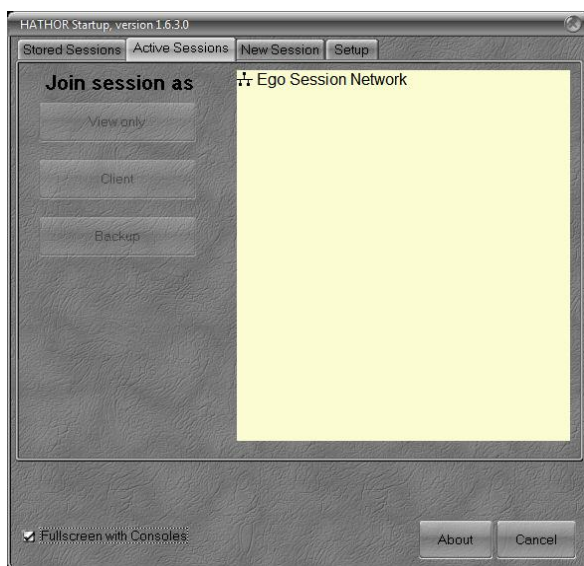 HATHOR Startup, version 1.6.3.0
Stored Sessions Active Sessions New Session Setup
Join session as
Ego Session Network
View only
Client
Backup
Fullscreen with Consoles
About Cancel